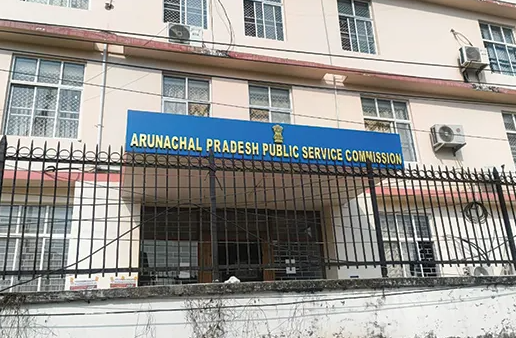 ARUNACHAL PRADESH PUBLIC SERVICE COMMISSION